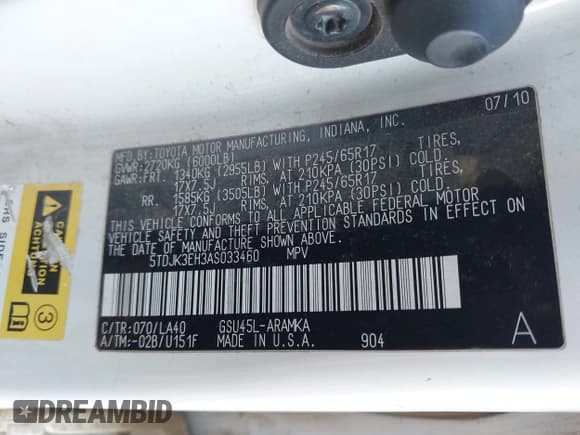 07/10
MFD.BY:TOYOTA MOTOR MANUFACTURING, INDIANA, INC.
GVWR 2720KG (6000LB)
GAWR:FRT. 1340KG (2955LB) WITH P245/65R17 TIRES,
17X7.5J RIMS, AT 210KPA (30PSI) COLD.
RR. 1585KG (3505LB) WITH P245/65R17 TIRES,
17X7.5J RIMS, AT 210KPA (30PSI) COLD.
THIS VEHICLE CONFORMS TO ALL APPLICABLE FEDERAL MOTOR
VEHICLE SAFETY AND THEFT PREVENTION STANDARDS IN EFFECT
ON THE DATE OF MANUFACTURE SHOWN ABOVE.
5TDJK3EH3AS033460 MPV
C/TR:070/LA40 GSU45L-ARAMKA
A/TM:-02B/U151F MADE IN U.S.A. 904 A
CAUTION
ACHTUNG
3
DREAMBID